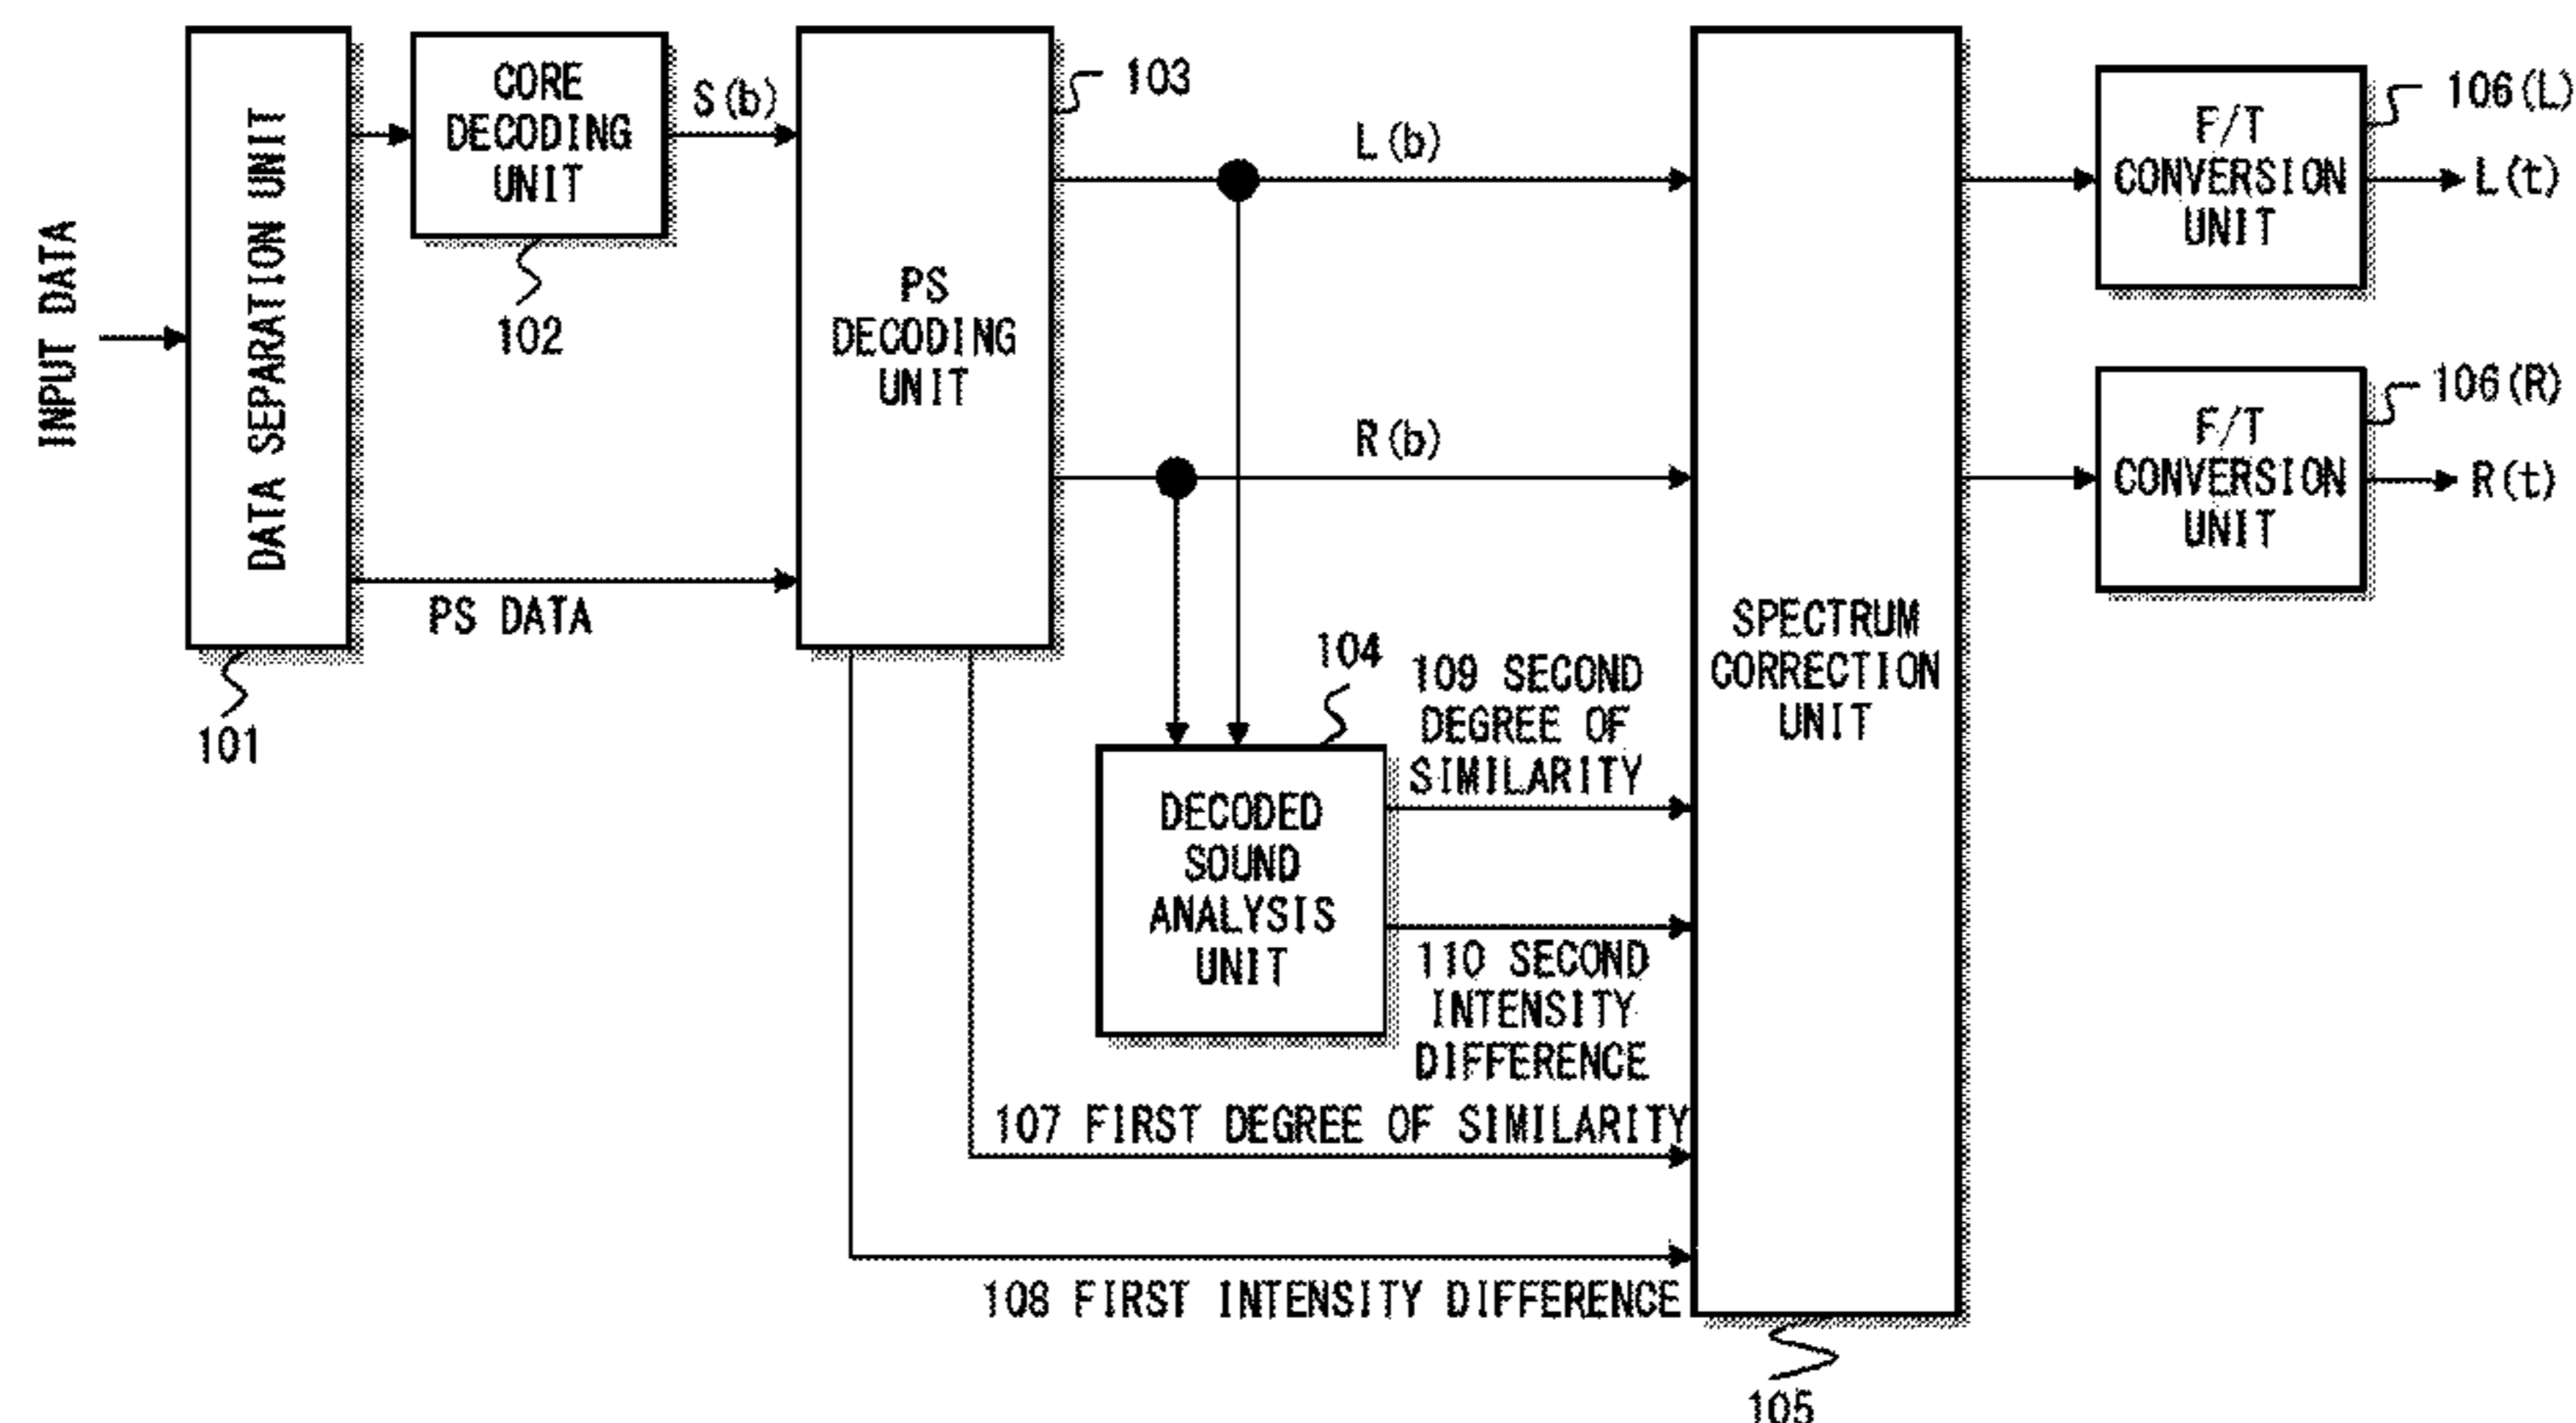 INPUT DATA
DATA SEPARATION UNIT
101
CORE
DECODING
UNIT
102
S(b)
PS DATA
PS
DECODING
UNIT
103
L(b)
R(b)
104
DECODED
SOUND
ANALYSIS
UNIT
109 SECOND
DEGREE OF
SIMILARITY
110 SECOND
INTENSITY
DIFFERENCE
107 FIRST DEGREE OF SIMILARITY
108 FIRST INTENSITY DIFFERENCE
SPECTRUM
CORRECTION
UNIT
105
F/T
CONVERSION
UNIT
106(L)
L(t)
F/T
CONVERSION
UNIT
106(R)
R(t)